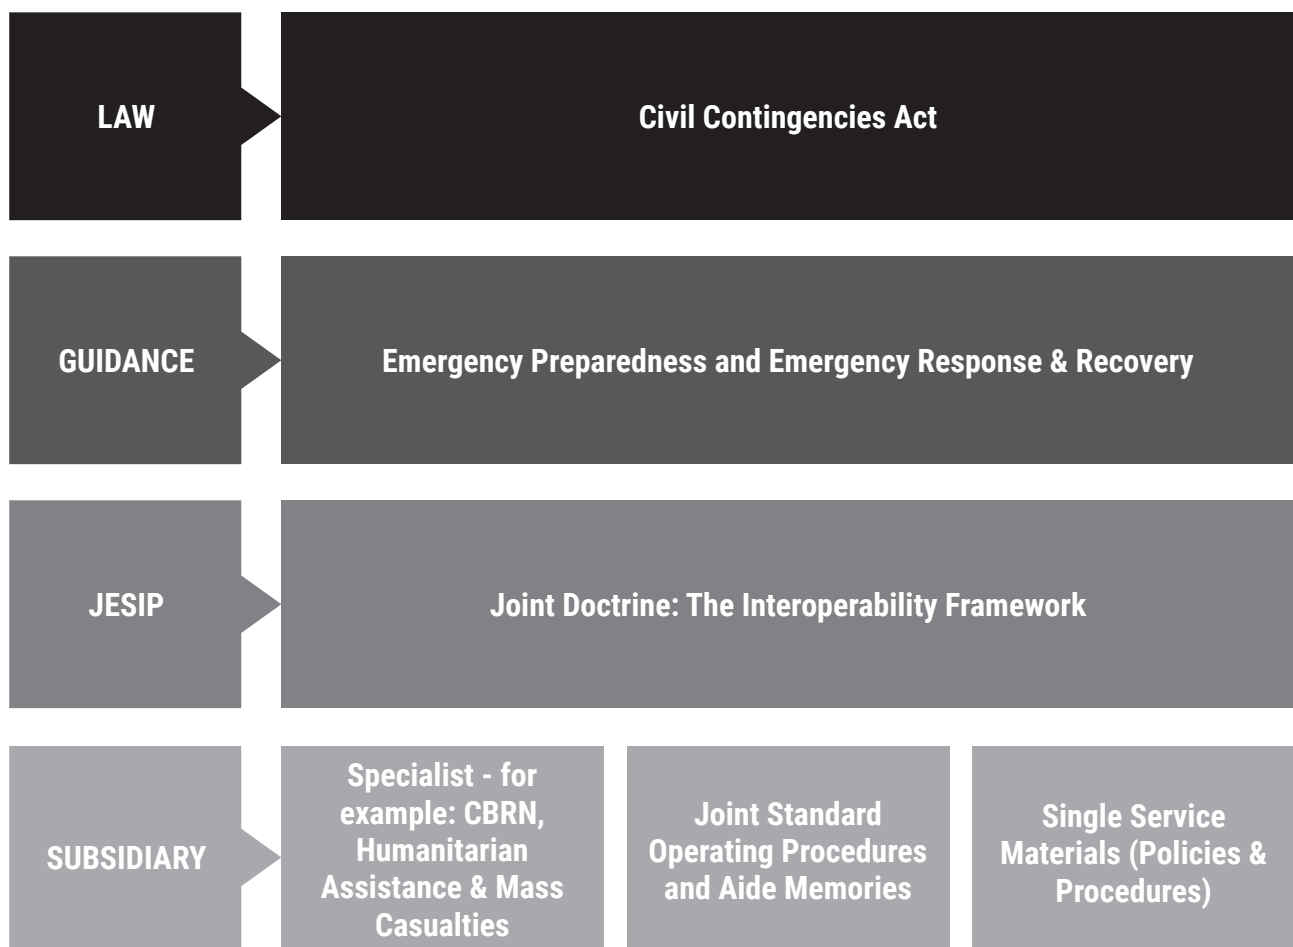 LAW
Civil Contingencies Act
GUIDANCE
Emergency Preparedness and Emergency Response & Recovery
JESIP
Joint Doctrine: The Interoperability Framework
SUBSIDIARY
Specialist - for
example: CBRN,
Humanitarian
Assistance & Mass
Casualties
Joint Standard
Operating Procedures
and Aide Memories
Single Service
Materials (Policies &
Procedures)